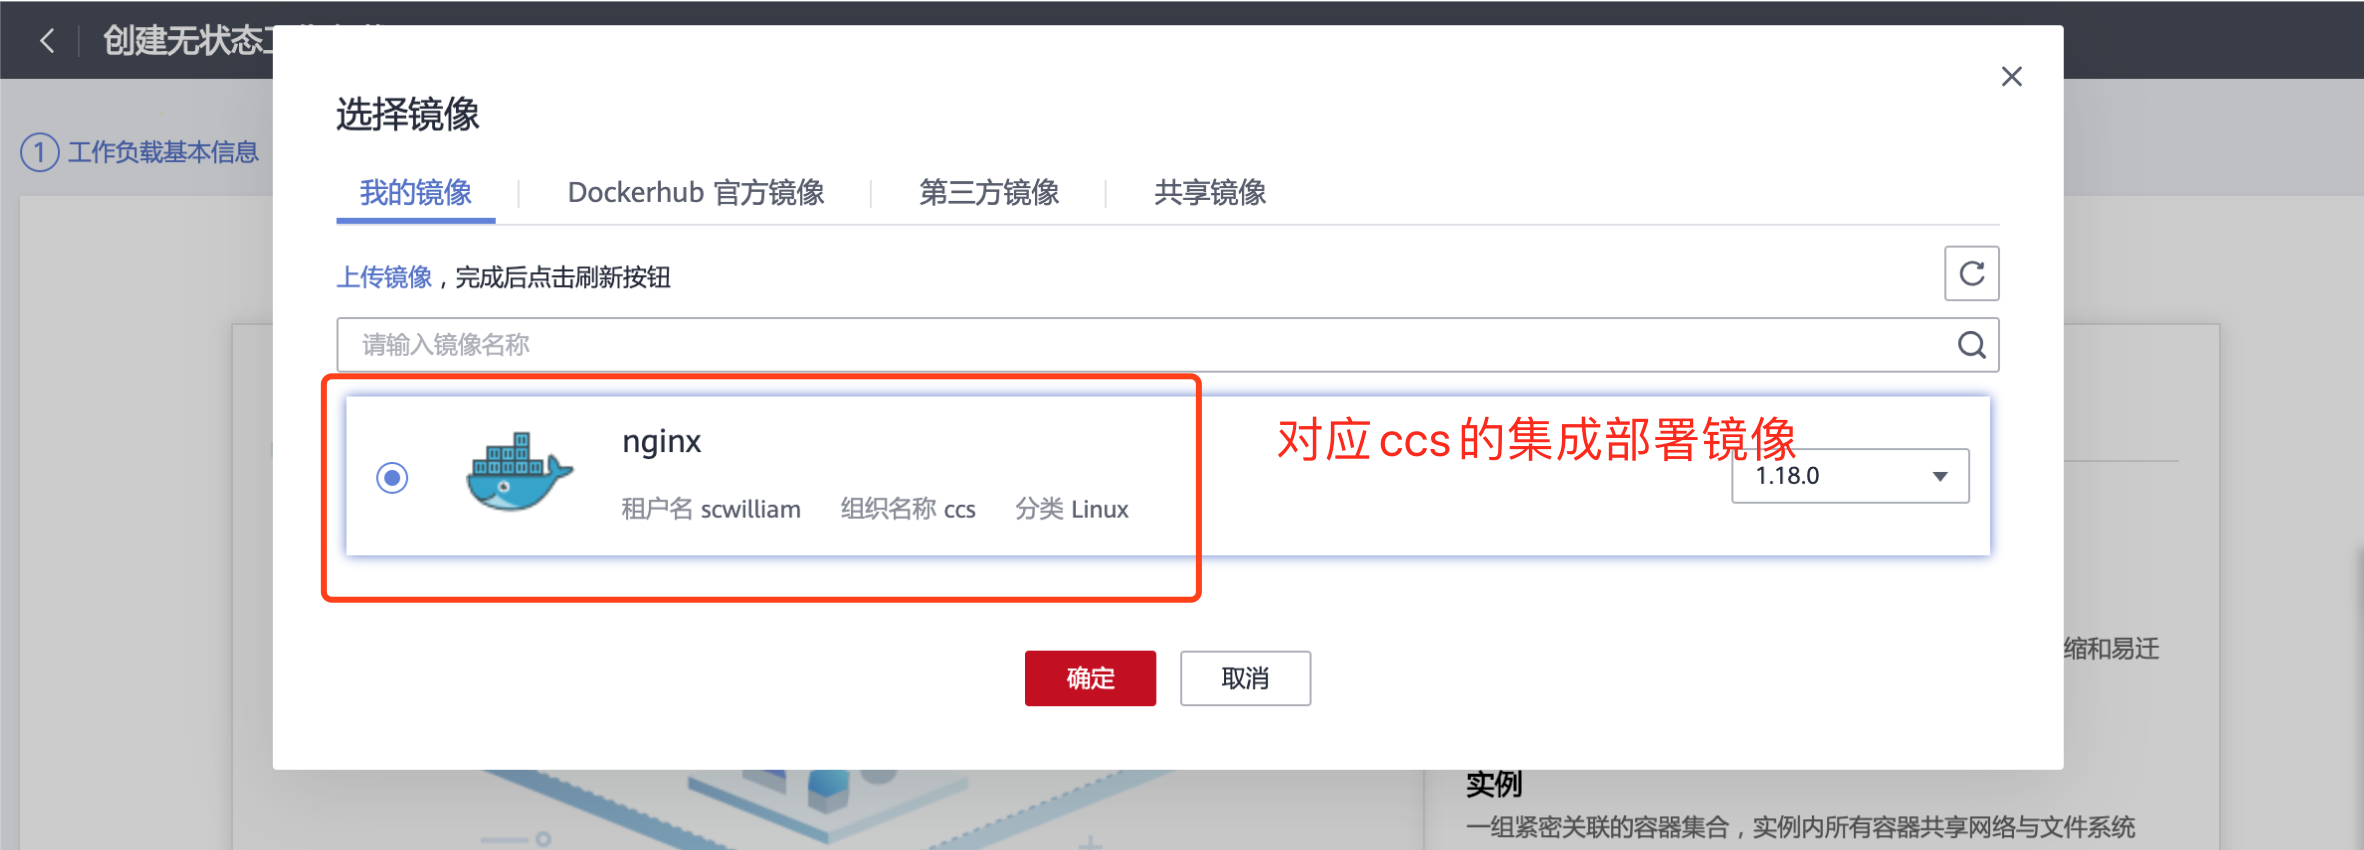 创建无状态工
选择镜像
1 工作负载基本信息
我的镜像 Dockerhub 官方镜像 第三方镜像 共享镜像
上传镜像，完成后点击刷新按钮
请输入镜像名称
nginx
对应ccs的集成部署镜像
1.18.0
租户名 scwilliam 组织名称 ccs 分类 Linux
缩和易迁
确定 取消
实例
一组紧密关联的容器集合，实例内所有容器共享网络与文件系统